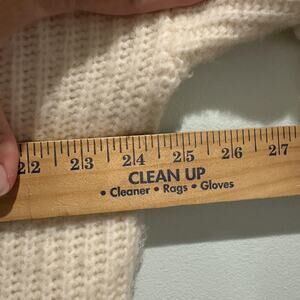 22 23 24 25 26 27
CLEAN UP
• Cleaner • Rags • Gloves